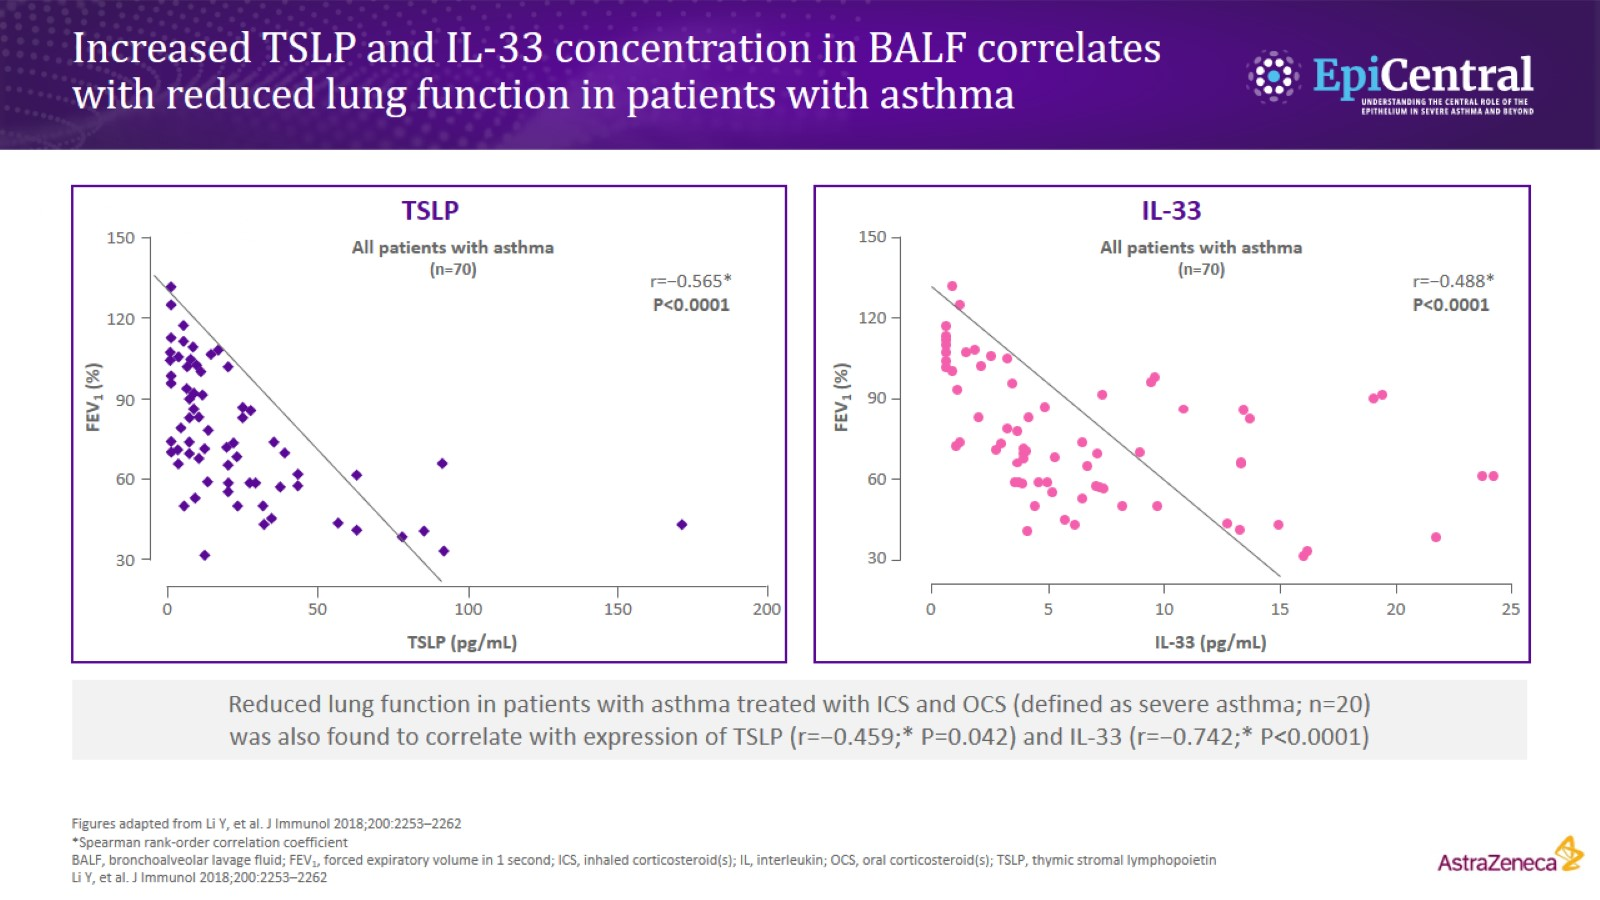 Increased TSLP and IL-33 concentration in BALF correlates
with reduced lung function in patients with asthma
EpiCentral
UNDERSTANDING THE CENTRAL ROLE OF THE
EPITHELIUM IN SEVERE ASTHMA AND BEYOND
TSLP
All patients with asthma
(n=70)
r=−0.565*
P<0.0001
FEV₁ (%)
150
120
90
60
30
0
50
100
150
200
TSLP (pg/mL)
IL-33
All patients with asthma
(n=70)
r=−0.488*
P<0.0001
FEV₁ (%)
150
120
90
60
30
0
5
10
15
20
25
IL-33 (pg/mL)
Reduced lung function in patients with asthma treated with ICS and OCS (defined as severe asthma; n=20)
was also found to correlate with expression of TSLP (r=−0.459;* P=0.042) and IL-33 (r=−0.742;* P<0.0001)
Figures adapted from Li Y, et al. J Immunol 2018;200:2253–2262
*Spearman rank-order correlation coefficient
BALF, bronchoalveolar lavage fluid; FEV₁, forced expiratory volume in 1 second; ICS, inhaled corticosteroid(s); IL, interleukin; OCS, oral corticosteroid(s); TSLP, thymic stromal lymphopoietin
Li Y, et al. J Immunol 2018;200:2253–2262
AstraZeneca